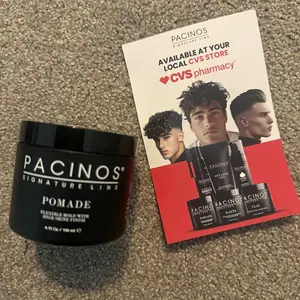 PACINOS
SIGNATURE LINE
POMADE
FLEXIBLE HOLD WITH
HIGH SHINE FINISH
PACINOS
SIGNATURE LINE
AVAILABLE AT YOUR
LOCAL CVS STORE
CVS pharmacy
PACINOS
PACINOS
PACINOS